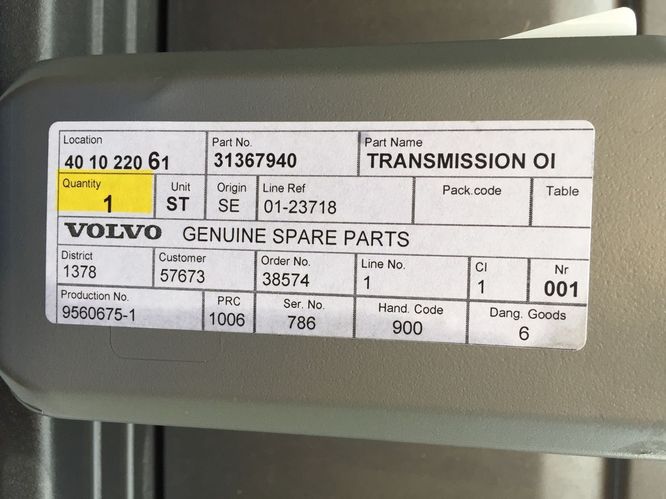 Location Part No. Part Name
40 10 220 61 31367940 TRANSMISSION OI
Quantity Unit Origin Line Ref Pack.code Table
1 ST SE 01-23718
VOLVO GENUINE SPARE PARTS
District Customer Order No. Line No. CI Nr
1378 57673 38574 1 1 001
Production No. PRC Ser. No. Hand. Code Dang. Goods
9560675-1 1006 786 900 6